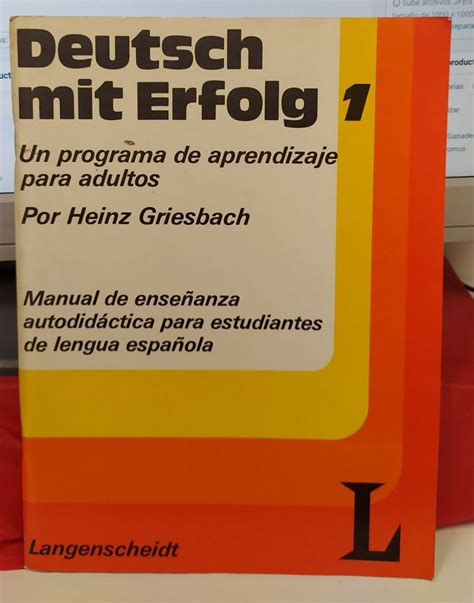 Deutsch
mit Erfolg 1
Un programa de aprendizaje
para adultos
Por Heinz Griesbach
Manual de enseñanza
autodidáctica para estudiantes
de lengua española
L
Langenscheidt